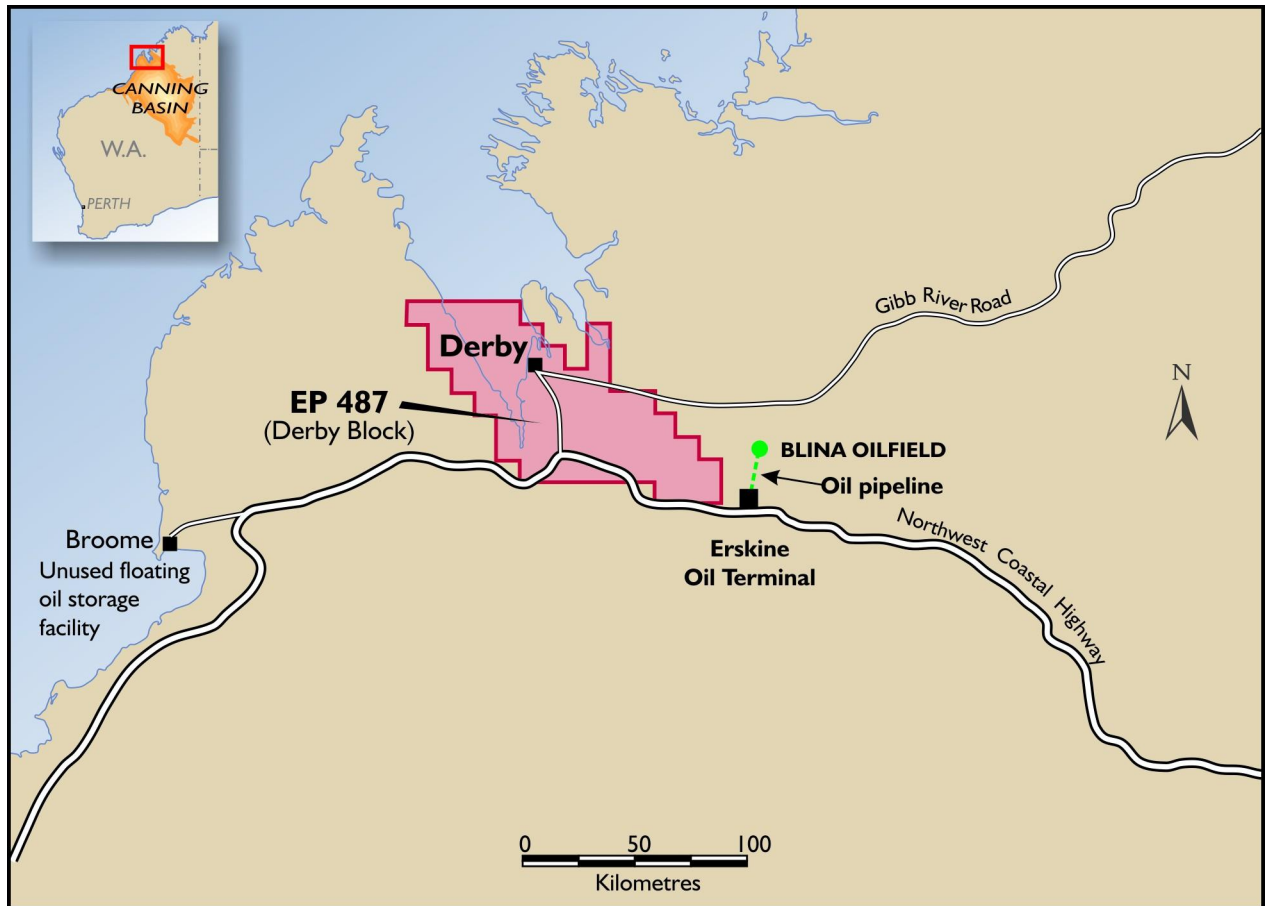 CANNING
BASIN
W.A.
PERTH
Gibb River Road
N
Derby
EP 487
(Derby Block)
BLINA OILFIELD
Oil pipeline
Northwest Coastal Highway
Broome
Unused floating
oil storage
facility
Erskine
Oil Terminal
0 50 100
Kilometres